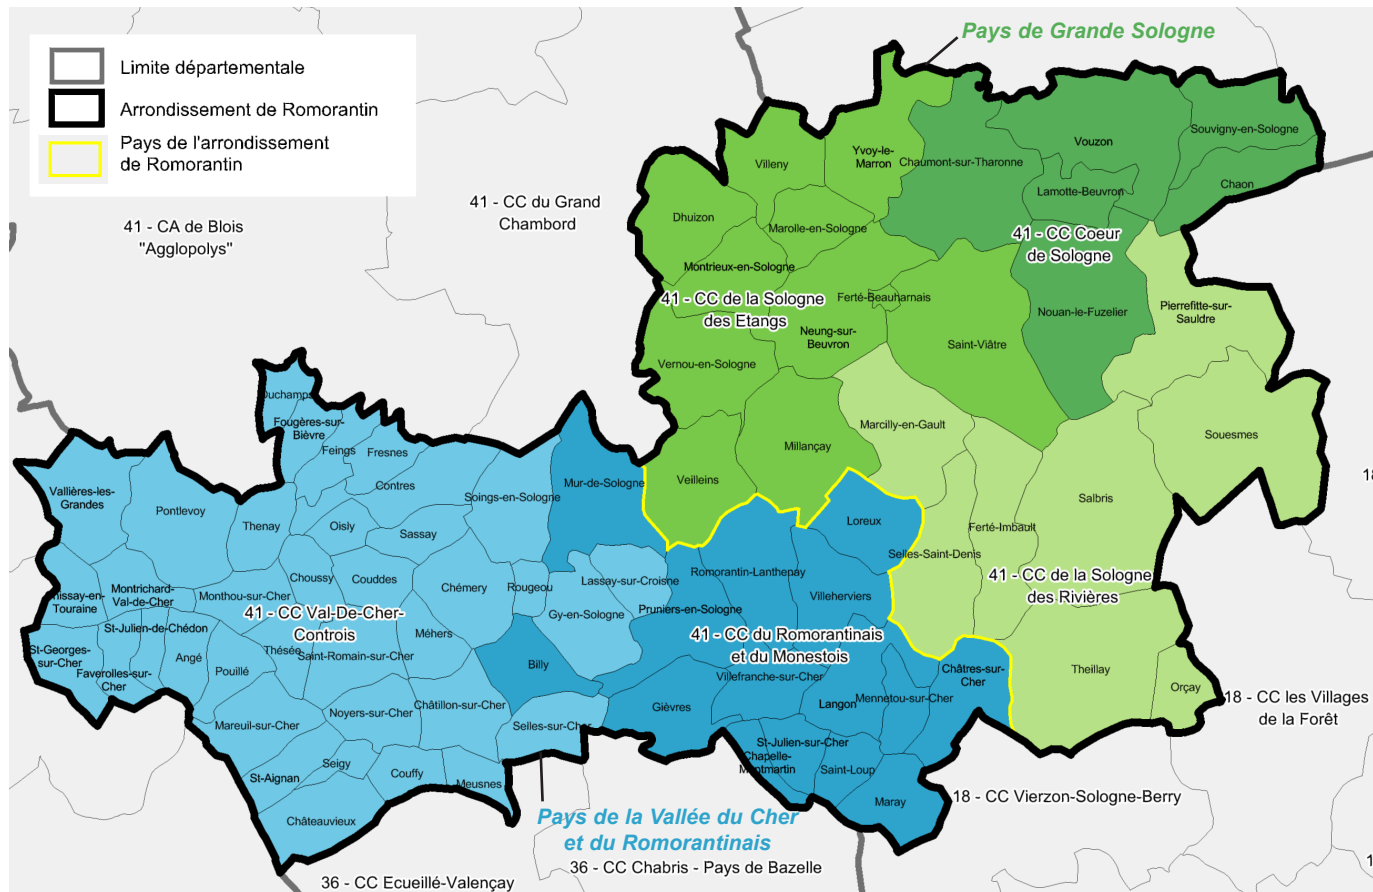 Pays de Grande Sologne
Limite départementale
Arrondissement de Romorantin
Pays de l'arrondissement
de Romorantin
41 - CA de Blois
"Agglopolys"
41 - CC du Grand
Chambord
Villeny
Yvoy-le-
Marron
Chaumont-sur-Tharonne
Vouzon
Souvigny-en-Sologne
Lamotte-Beuvron
Chaon
Dhuizon
Marolle-en-Sologne
41 - CC Coeur
de Sologne
Montrieux-en-Sologne
41 - CC de la Sologne
des Etangs
Ferté-Beauharnais
Nouan-le-Fuzelier
Pierrefitte-sur-
Sauldre
Neung-sur-
Beuvron
Saint-Viâtre
Vernou-en-Sologne
Marcilly-en-Gault
Souesmes
Millançay
Veilleins
Salbris
Loreux
Ferté-Imbault
Selles-Saint-Denis
41 - CC de la Sologne
des Rivières
Theillay
Orçay
18 - CC les Villages
de la Forêt
Ouchamps
Fougères-sur-
Bièvre
Feings
Fresnes
Contres
Soings-en-Sologne
Mur-de-Sologne
Vallières-les-
Grandes
Pontlevoy
Thenay
Oisly
Sassay
Choussy
Couddes
Chémery
Rougeou
Lassay-sur-Croisne
Gy-en-Sologne
Romorantin-Lanthenay
Villeherviers
Pruniers-en-Sologne
41 - CC du Romorantinais
et du Monestois
Montrichard-
Val-de-Cher
Monthou-sur-Cher
41 - CC Val-De-Cher-
Controis
Touraine
St-Julien-de-Chédon
St-Georges-
sur-Cher
Faverolles-sur-
Cher
Angé
Pouillé
Thésée
Saint-Romain-sur-Cher
Méhers
Billy
Villefranche-sur-Cher
Châtres-sur-
Cher
Mennetou-sur-Cher
Langon
Gièvres
Mareuil-sur-Cher
Noyers-sur-Cher
Châtillon-sur-Cher
Selles-sur-Cher
St-Julien-sur-Cher
Chapelle-
Montmartin
Saint-Loup
Maray
St-Aignan
Seigy
Couffy
Meusnes
Châteauvieux
Pays de la Vallée du Cher
et du Romorantinais
18 - CC Vierzon-Sologne-Berry
36 - CC Chabris - Pays de Bazelle
36 - CC Ecueillé-Valençay